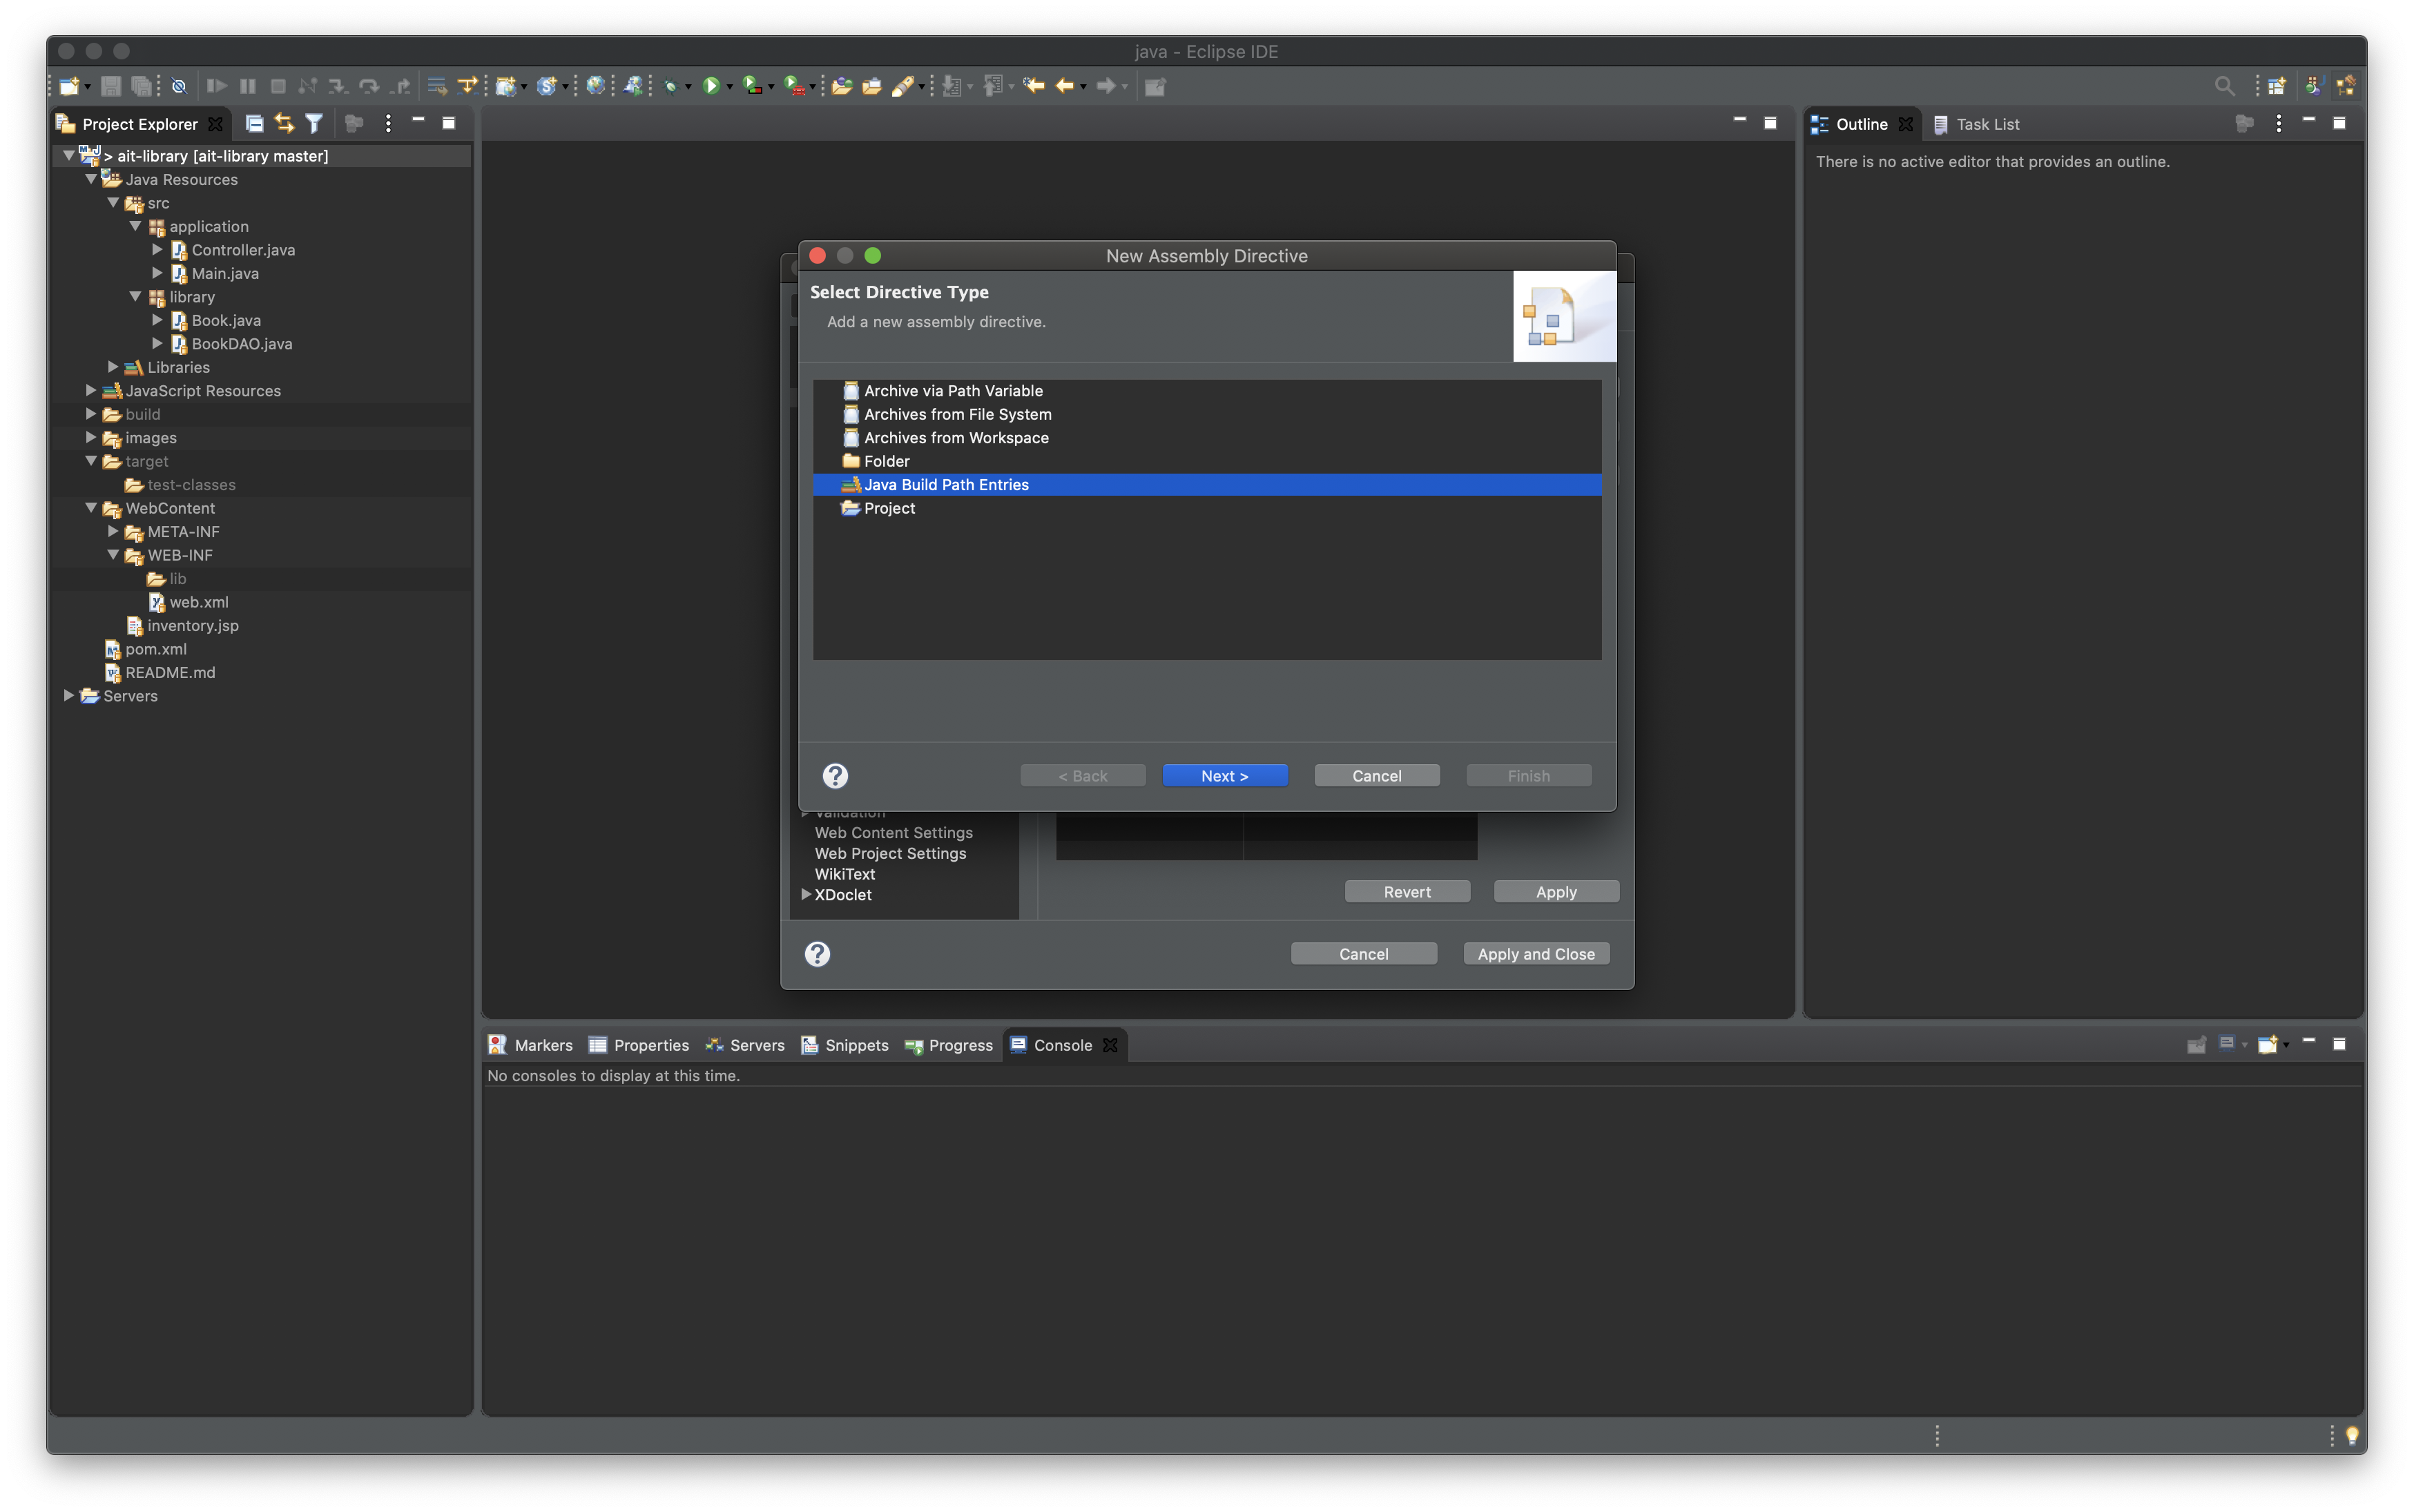 java - Eclipse IDE
Project Explorer
> ait-library [ait-library master]
Java Resources
src
application
Controller.java
Main.java
library
Book.java
BookDAO.java
Libraries
JavaScript Resources
build
images
target
test-classes
WebContent
META-INF
WEB-INF
lib
web.xml
inventory.jsp
pom.xml
README.md
Servers
New Assembly Directive
Select Directive Type
Add a new assembly directive.
Archive via Path Variable
Archives from File System
Archives from Workspace
Folder
Java Build Path Entries
Project
< Back
Next >
Cancel
Finish
Validation
Web Content Settings
Web Project Settings
WikiText
XDoclet
Revert
Apply
Cancel
Apply and Close
Outline
Task List
There is no active editor that provides an outline.
Markers
Properties
Servers
Snippets
Progress
Console
No consoles to display at this time.